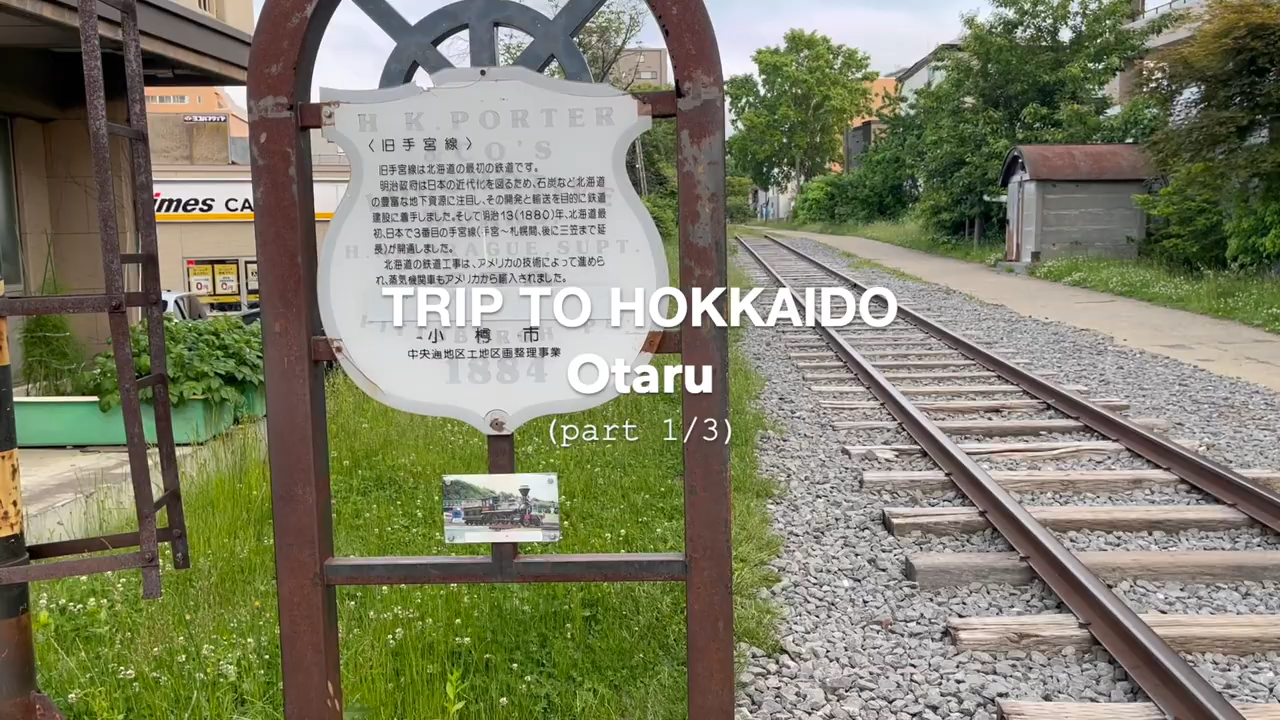 H K.PORTER
& CO'S
〈旧手宮線〉
旧手宮線は北海道の最初の鉄道です。
明治政府は日本の近代化を図るため、石炭など北海道
の豊富な地下資源に注目し、その開発と輸送を目的に鉄道
建設に着手しました。そして明治13(1880)年、北海道最
初、日本で3番目の手宮線(手宮～札幌間、後に三笠まで延
長)が開通しました。
北海道の鉄道工事は、アメリカの技術によって進めら
れ、蒸気機関車もアメリカから輸入されました。
小樽市
中央通地区土地区画整理事業
1884
imes CA
TRIP TO HOKKAIDO
Otaru
(part 1/3)